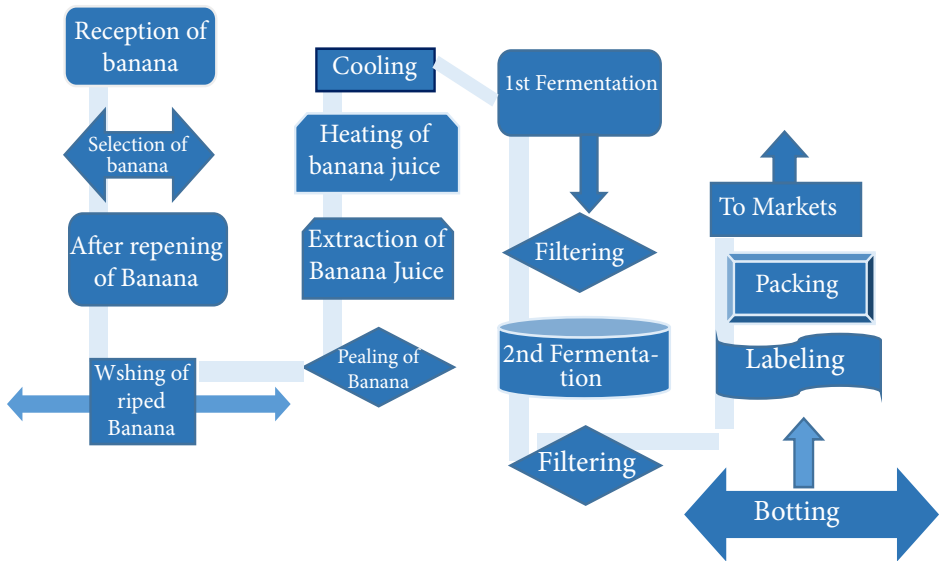 Reception of
banana
Selection of
banana
After repening
of Banana
Wshing of
riped
Banana
Pealing of
Banana
Extraction of
Banana Juice
Heating of
banana juice
Cooling
1st Fermentation
Filtering
2nd Fermenta-
tion
Filtering
Botting
Labeling
Packing
To Markets